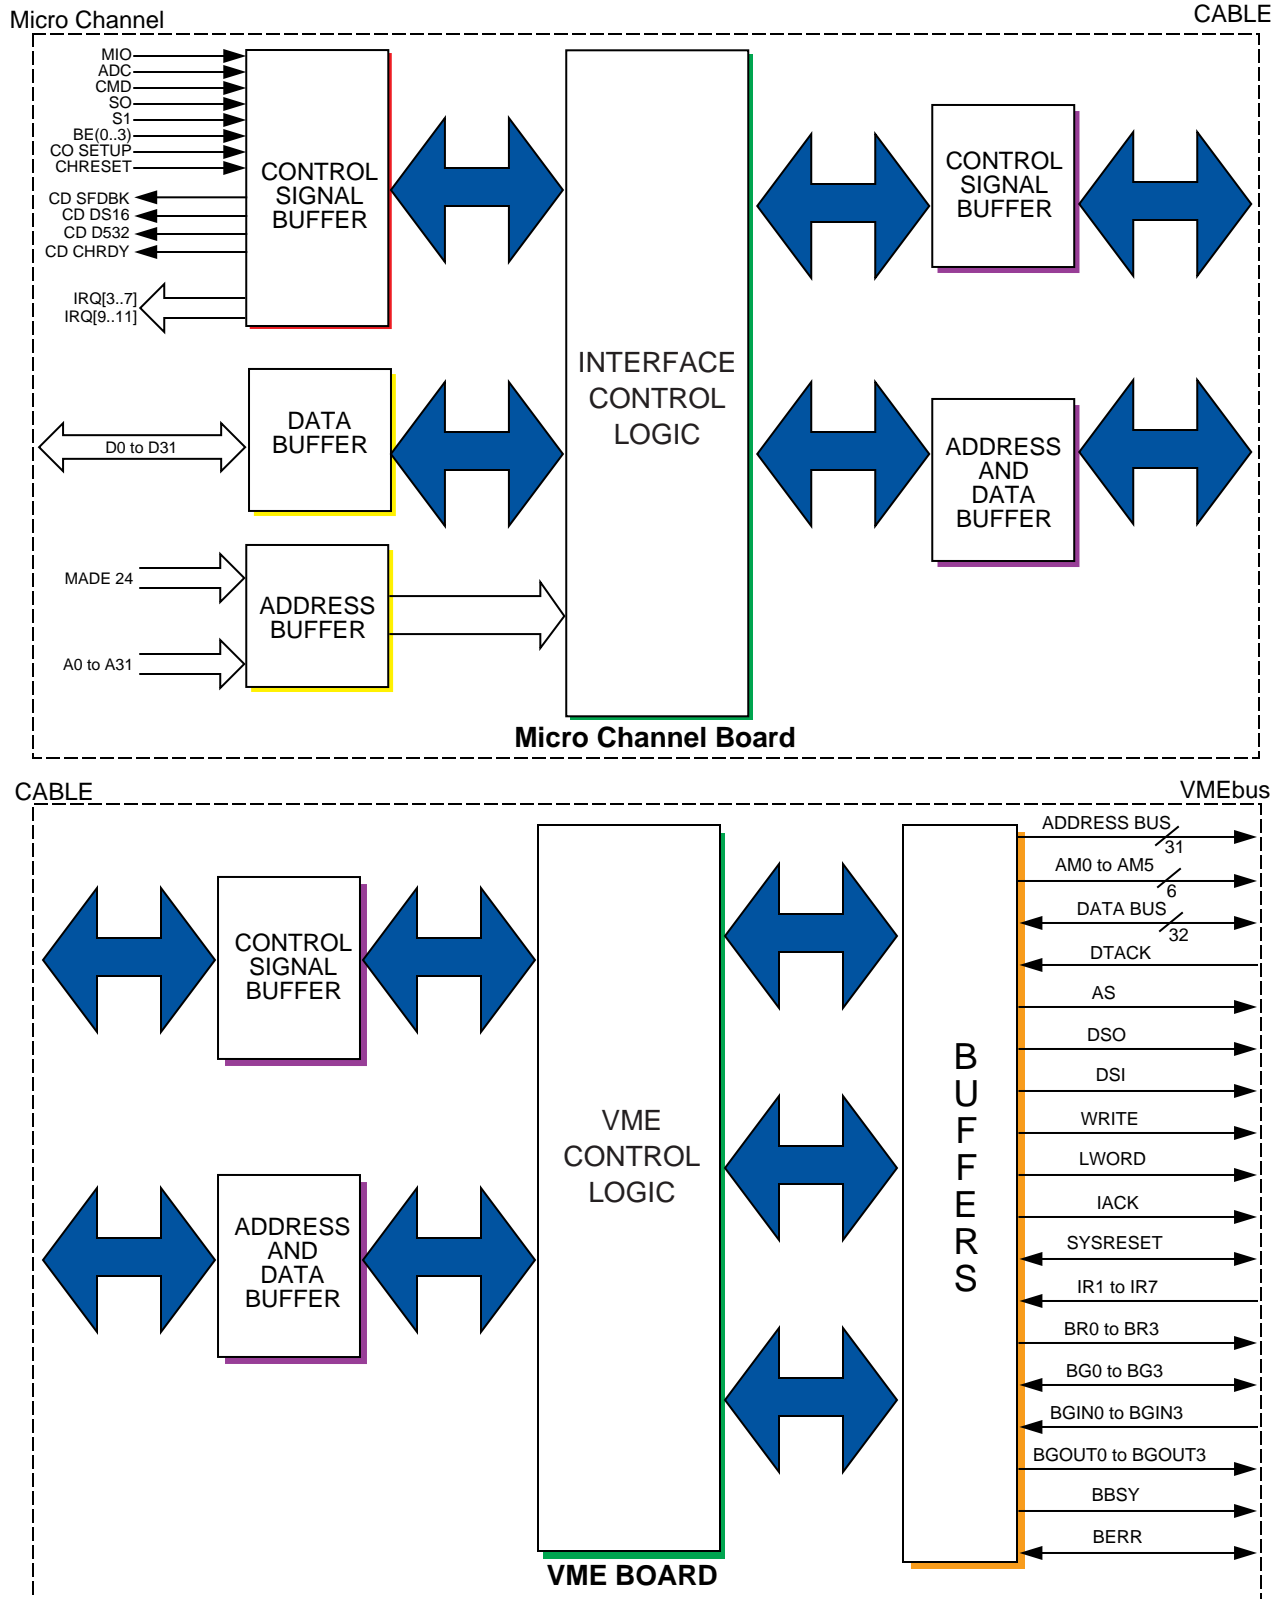 Micro Channel
CABLE
MIO
ADC
CMD
SO
S1
BE(0..3)
CO SETUP
CHRESET
CD SFDBK
CD DS16
CD D532
CD CHRDY
IRQ[3..7]
IRQ[9..11]
CONTROL
SIGNAL
BUFFER
D0 to D31
DATA
BUFFER
MADE 24
A0 to A31
ADDRESS
BUFFER
INTERFACE
CONTROL
LOGIC
CONTROL
SIGNAL
BUFFER
ADDRESS
AND
DATA
BUFFER
Micro Channel Board
CABLE
VMEbus
CONTROL
SIGNAL
BUFFER
ADDRESS
AND
DATA
BUFFER
VME
CONTROL
LOGIC
BUFFERS
ADDRESS BUS
31
AM0 to AM5
6
DATA BUS
32
DTACK
AS
DSO
DSI
WRITE
LWORD
IACK
SYSRESET
IR1 to IR7
BR0 to BR3
BG0 to BG3
BGIN0 to BGIN3
BGOUT0 to BGOUT3
BBSY
BERR
VME BOARD